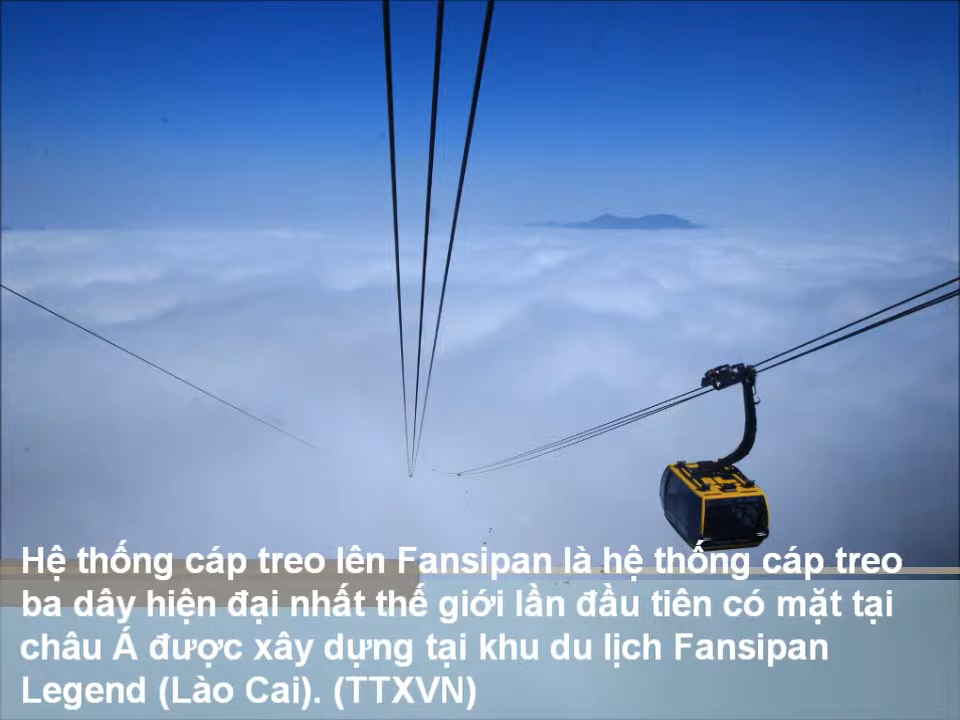 Hệ thống cáp treo lên Fansipan là hệ thống cáp treo
ba dây hiện đại nhất thế giới lần đầu tiên có mặt tại
châu Á được xây dựng tại khu du lịch Fansipan
Legend (Lào Cai). (TTXVN)